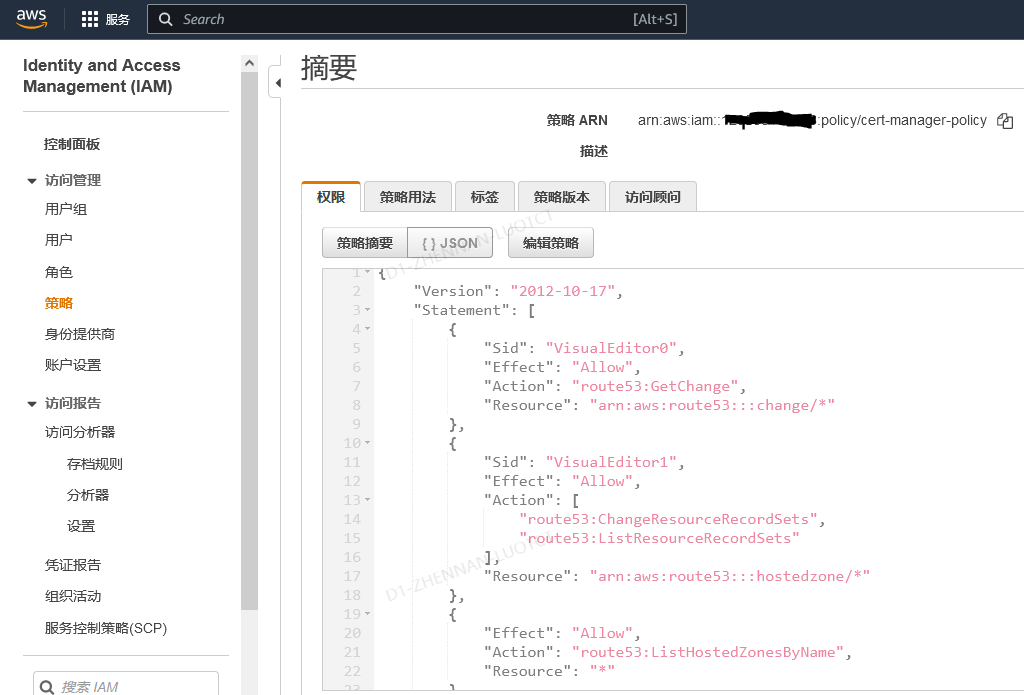 aws
服务
Search
[Alt+S]
Identity and Access
Management (IAM)
控制面板
访问管理
用户组
用户
角色
策略
身份提供商
账户设置
访问报告
访问分析器
存档规则
分析器
设置
凭证报告
组织活动
服务控制策略(SCP)
搜索 IAM
摘要
策略 ARN arn:aws:iam:: :policy/cert-manager-policy
描述
权限 策略用法 标签 策略版本 访问顾问
策略摘要 { } JSON 编辑策略
D1-ZHENNAN-LUO1CT
1 {
2 "Version": "2012-10-17",
3 "Statement": [
4 {
5 "Sid": "VisualEditor0",
6 "Effect": "Allow",
7 "Action": "route53:GetChange",
8 "Resource": "arn:aws:route53:::change/*"
9 },
10 {
11 "Sid": "VisualEditor1",
12 "Effect": "Allow",
13 "Action": [
14 "route53:ChangeResourceRecordSets",
15 "route53:ListResourceRecordSets"
16 ],
17 "Resource": "arn:aws:route53:::hostedzone/*"
18 },
19 {
20 "Effect": "Allow",
21 "Action": "route53:ListHostedZonesByName",
22 "Resource": "*"
23 }
D1-ZHENNAN-LUO1CT